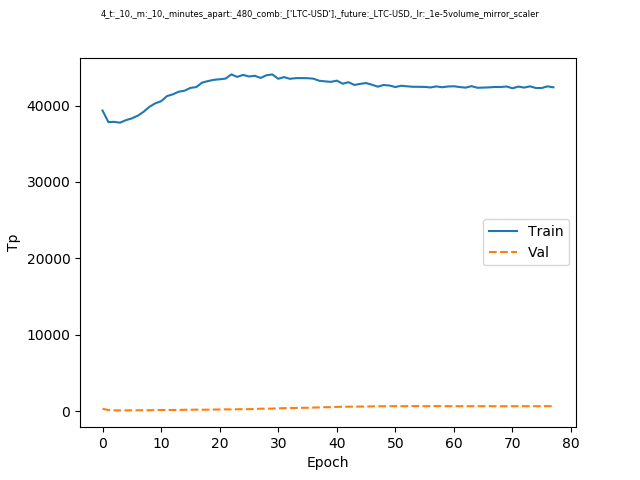 4_t:_10,_m:_10,_minutes_apart:_480_comb:_['LTC-USD'],_future:_LTC-USD,_lr:_1e-5volume_mirror_scaler
40000
30000
20000
10000
0
Tp
Train
Val
0 10 20 30 40 50 60 70 80
Epoch